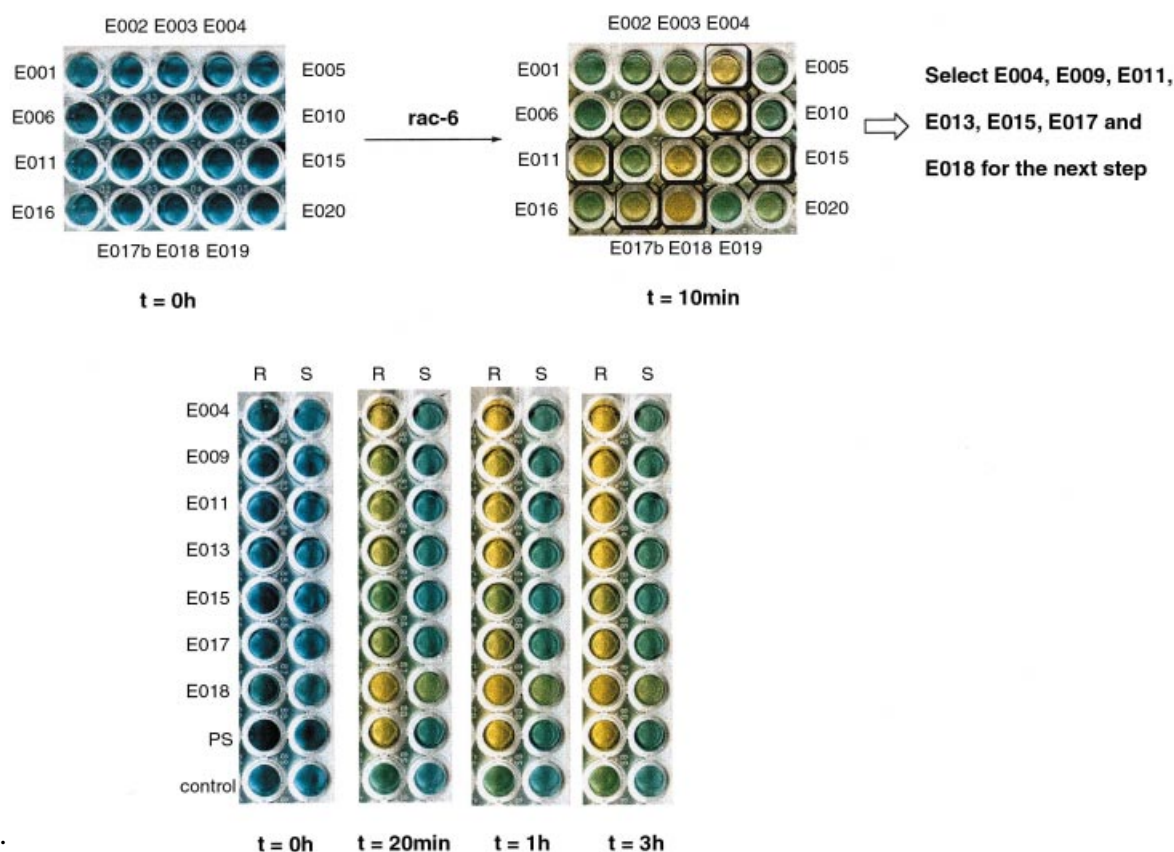 E002 E003 E004
E001
E005
E006
E010
E011
E015
E016
E020
E017b E018 E019
t = 0h
rac-6
E002 E003 E004
E001
E005
E006
E010
E011
E015
E016
E020
E017b E018 E019
t = 10min
Select E004, E009, E011,
E013, E015, E017 and
E018 for the next step
R S R S R S R S
E004
E009
E011
E013
E015
E017
E018
PS
control
t = 0h t = 20min t = 1h t = 3h
.